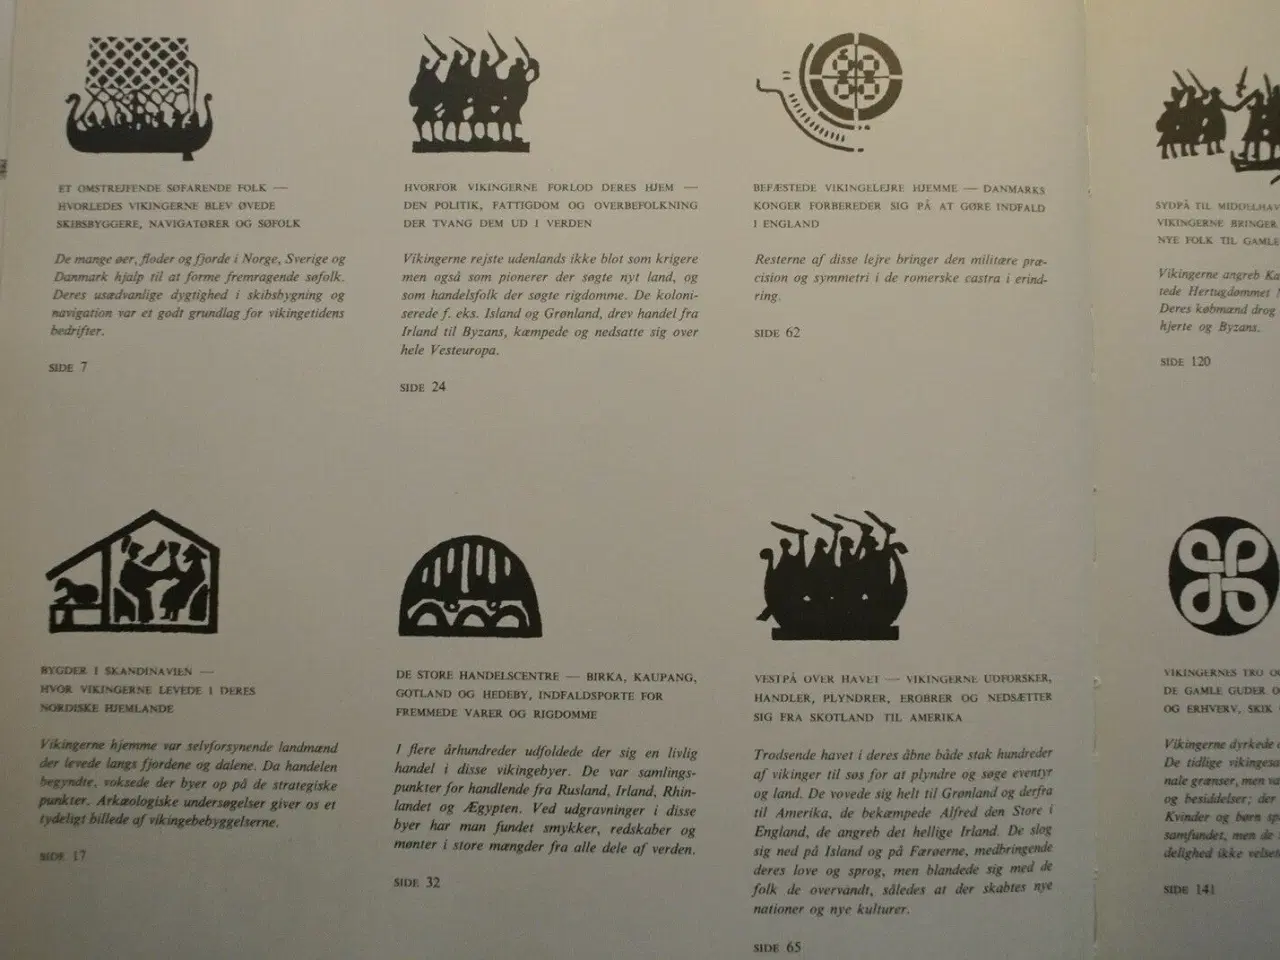 ET OMSTREJFENDE SØFARENDE FOLK —
HVORLEDES VIKINGERNE BLEV ØVEDE
SKIBSBYGGERE, NAVIGATØRER OG SØFOLK
De mange øer, floder og fjorde i Norge, Sverige og
Danmark hjalp til at forme fremragende søfolk.
Deres usædvanlige dygtighed i skibsbygning og
navigation var et godt grundlag for vikingetidens
bedrifter.
SIDE 7
BYGDER I SKANDINAVIEN —
HVOR VIKINGERNE LEVEDE I DERES
NORDISKE HJEMLANDE
Vikingerne hjemme var selvforsynende landmænd
der levede langs fjordene og dalene. Da handelen
begyndte, voksede der byer op på de strategiske
punkter. Arkæologiske undersøgelser giver os et
tydeligt billede af vikingebebyggelserne.
SIDE 17
HVORFOR VIKINGERNE FORLOD DERES HJEM —
DEN POLITIK, FATTIGDOM OG OVERBEFOLKNING
DER TVANG DEM UD I VERDEN
Vikingerne rejste udenlands ikke blot som krigere
men også som pionerer der søgte nyt land, og
som handelsfolk der søgte rigdomme. De koloni-
serede f. eks. Island og Grønland, drev handel fra
Irland til Byzans, kæmpede og nedsatte sig over
hele Vesteuropa.
SIDE 24
DE STORE HANDELSCENTRE — BIRKA, KAUPANG,
GOTLAND OG HEDEBY, INDFALDSPORTE FOR
FREMMEDE VARER OG RIGDOMME
I flere århundreder udfoldede der sig en livlig
handel i disse vikingebyer. De var samlings-
punkter for handlende fra Rusland, Irland, Rhin-
landet og Ægypten. Ved udgravninger i disse
byer har man fundet smykker, redskaber og
mønter i store mængder fra alle dele af verden.
SIDE 32
BEFÆSTEDE VIKINGELEJRE HJEMME — DANMARKS
KONGER FORBEREDER SIG PÅ AT GØRE INDFALD
I ENGLAND
Resterne af disse lejre bringer den militære præ-
cision og symmetri i de romerske castra i erind-
ring.
SIDE 62
VESTPÅ OVER HAVET — VIKINGERNE UDFORSKER,
HANDLER, PLYNDRER, EROBRER OG NEDSÆTTER
SIG FRA SKOTLAND TIL AMERIKA
Trodsende havet i deres åbne både stak hundreder
af vikinger til søs for at plyndre og søge eventyr
og land. De vovede sig helt til Grønland og derfra
til Amerika, de bekæmpede Alfred den Store i
England, de angreb det hellige Irland. De slog
sig ned på Island og på Færøerne, medbringende
deres love og sprog, men blandede sig med de
folk de overvandt, således at der skabtes nye
nationer og nye kulturer.
SIDE 65
SYDPÅ TIL
VIKINGERNE BRINGER
NYE FOLK TIL
Vikingerne angreb
tede Hertugdømmet
Deres købmænd drog
hjerte og Byzans.
SIDE 120
VIKINGERNES TRO
DE GAMLE GUDER
OG ERHVERV, SKIK
Vikingerne dyrkede
De tidlige
nale grænser, men
og besiddelser; der
Kvinder og børn
samfundet, men de
delighed ikke
SIDE 141